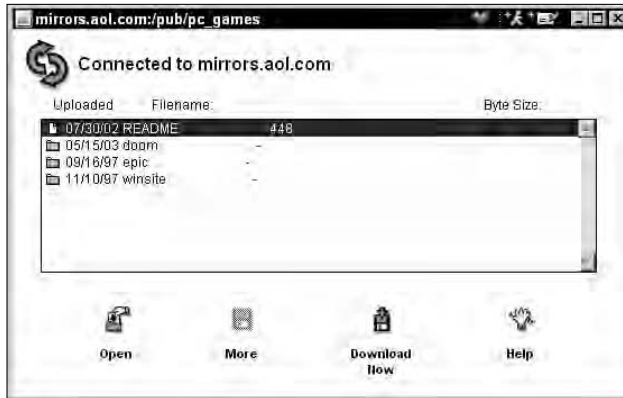 mirrors.aol.com:/pub/pc_games
Connected to mirrors.aol.com
Uploaded Filename: Byte Size:
07/30/02 README 448
05/15/03 doom -
09/16/97 epic -
11/10/97 winsite -
Open More Download Now Help